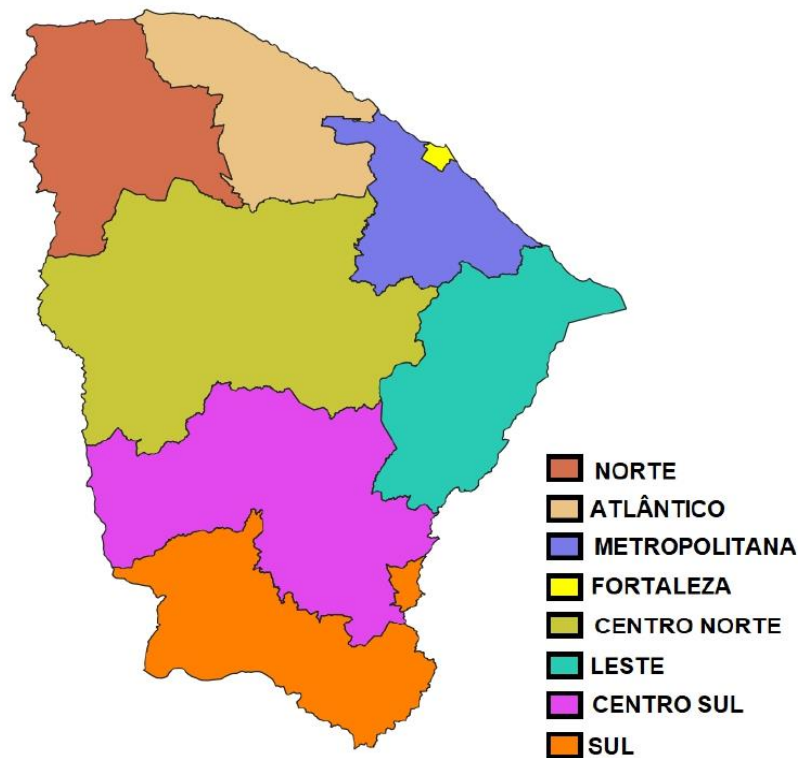 NORTE
ATLÂNTICO
METROPOLITANA
FORTALEZA
CENTRO NORTE
LESTE
CENTRO SUL
SUL